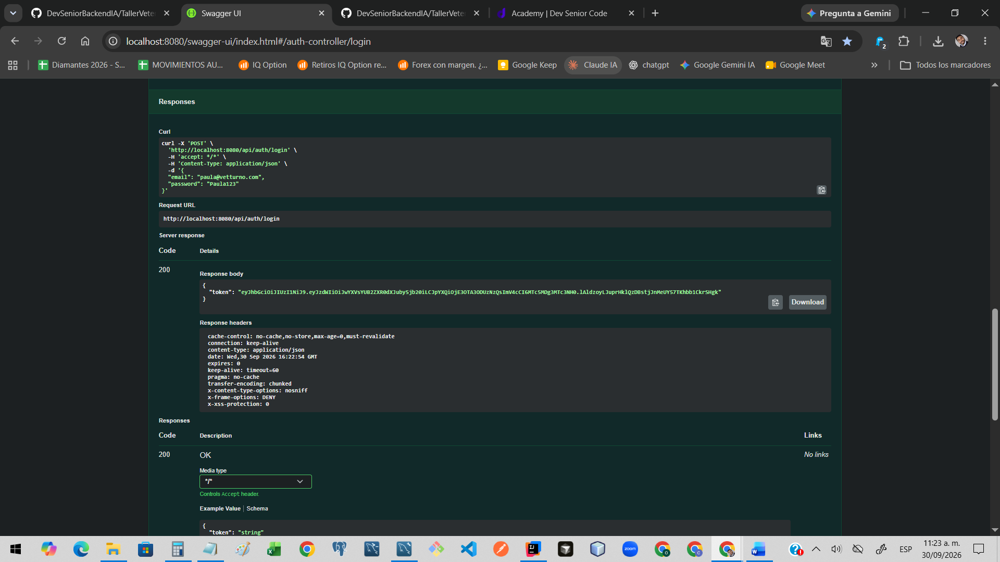 DevSeniorBackendIA/TallerVeter
Swagger UI
DevSeniorBackendIA/TallerVete
Academy | Dev Senior Code
Pregunta a Gemini
localhost:8080/swagger-ui/index.html#/auth-controller/login
2
Diamantes 2026 - S...
MOVIMIENTOS AU...
IQ Option
Retiros IQ Option re...
Forex con margen. ¿...
Google Keep
Claude IA
chatgpt
Google Gemini IA
Google Meet
Todos los marcadores
Responses
Curl
curl -X 'POST' \
'http://localhost:8080/api/auth/login' \
-H 'accept: */*' \
-H 'Content-Type: application/json' \
-d '{
"email": "paula@vetturno.com",
"password": "Paula123"
}'
Request URL
http://localhost:8080/api/auth/login
Server response
Code
Details
200
Response body
{
"token": "eyJhbGciOiJIUzI1NiJ9.eyJzdWIiOiJwYXVsYUB2ZXR0dXJuby5jb20iLCJpYXQiOjE3OTA3ODUzNzQsImV4cCI6MTc5MDg3MTc3NH0.lAldzoyLJuprHklQzDBstjJnMeUY57TKhbb1CkrSHgk"
}
Download
Response headers
cache-control: no-cache,no-store,max-age=0,must-revalidate
connection: keep-alive
content-type: application/json
date: Wed,30 Sep 2026 16:22:54 GMT
expires: 0
keep-alive: timeout=60
pragma: no-cache
transfer-encoding: chunked
x-content-type-options: nosniff
x-frame-options: DENY
x-xss-protection: 0
Responses
Code
Description
Links
200
OK
No links
Media type
*/*
Controls Accept header.
Example Value | Schema
{
"token": "string"
zoom
ESP
11:23 a. m.
30/09/2026